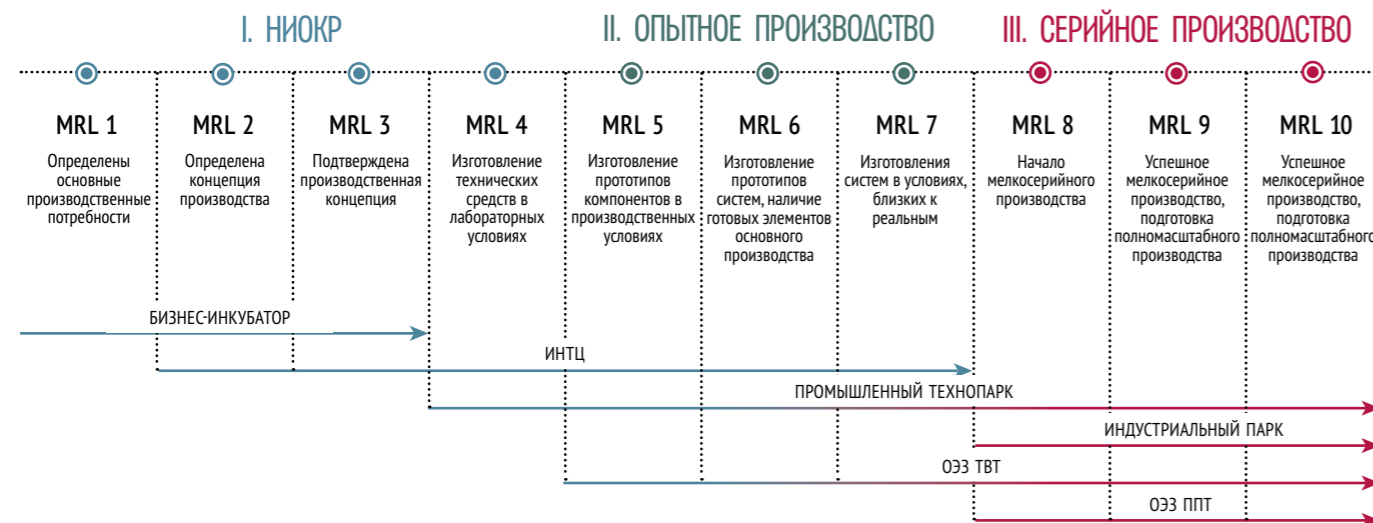 I. НИОКР
II. ОПЫТНОЕ ПРОИЗВОДСТВО
III. СЕРИЙНОЕ ПРОИЗВОДСТВО
MRL 1
Определены
основные
производственные
потребности
MRL 2
Определена
концепция
производства
MRL 3
Подтверждена
производственная
концепция
MRL 4
Изготовление
технических
средств в
лабораторных
условиях
MRL 5
Изготовление
прототипов
компонентов в
производственных
условиях
MRL 6
Изготовление
прототипов
систем, наличие
готовых элементов
основного
производства
MRL 7
Изготовления
систем в условиях,
близких к
реальным
MRL 8
Начало
мелкосерийного
производства
MRL 9
Успешное
мелкосерийное
производство,
подготовка
полномасштабного
производства
MRL 10
Успешное
мелкосерийное
производство,
подготовка
полномасштабного
производства
БИЗНЕС-ИНКУБАТОР
ИНТЦ
ПРОМЫШЛЕННЫЙ ТЕХНОПАРК
ИНДУСТРИАЛЬНЫЙ ПАРК
ОЭЗ ТВТ
ОЭЗ ППТ